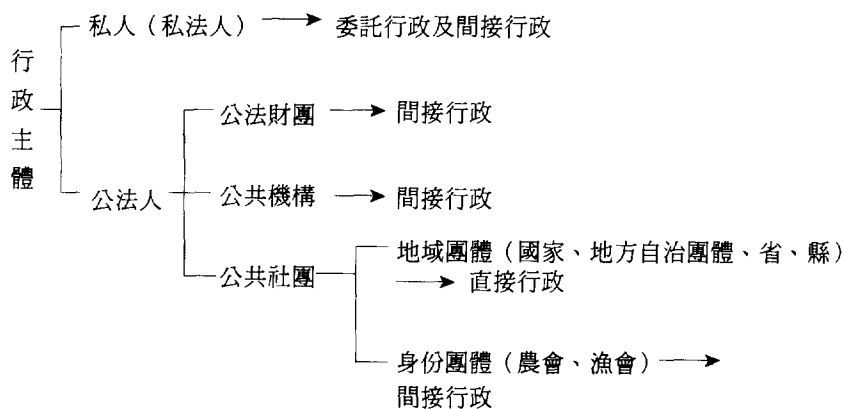 行政主體
私人（私法人） → 委託行政及間接行政
公法人
公法財團 → 間接行政
公共機構 → 間接行政
公共社團
地域團體（國家、地方自治團體、省、縣）
→ 直接行政
身份團體（農會、漁會） →
間接行政